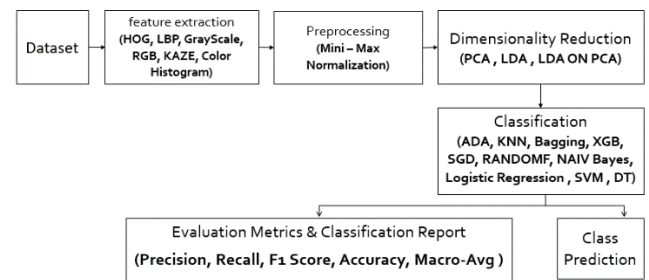 Dataset
feature extraction
(HOG, LBP, GrayScale,
RGB, KAZE, Color
Histogram)
Preprocessing
(Mini – Max
Normalization)
Dimensionality Reduction
(PCA , LDA , LDA ON PCA)
Classification
(ADA, KNN, Bagging, XGB,
SGD, RANDOMF, NAIV Bayes,
Logistic Regression , SVM , DT)
Evaluation Metrics & Classification Report
(Precision, Recall, F1 Score, Accuracy, Macro-Avg )
Class
Prediction